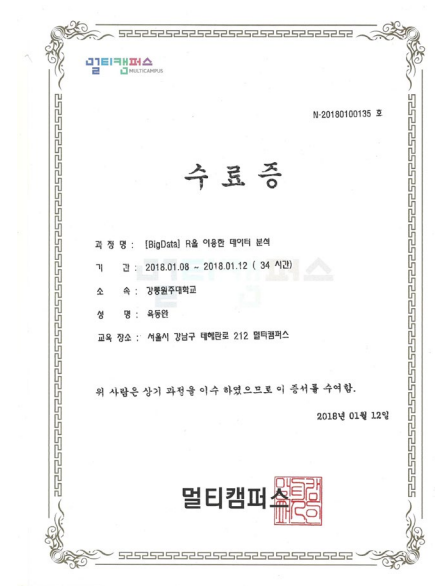 멀티캠퍼스
MULTICAMPUS
N-20180100135 호
수료증
과 정 명 : [BigData] R을 이용한 데이터 분석
기 간 : 2018.01.08 ~ 2018.01.12 ( 34 시간)
소 속 : 강릉원주대학교
성 명 : 육동안
교육 장소 : 서울시 강남구 테헤란로 212 멀티캠퍼스
위 사람은 상기 과정을 이수 하였으므로 이 증서를 수여함.
2018년 01월 12일
멀티캠퍼스